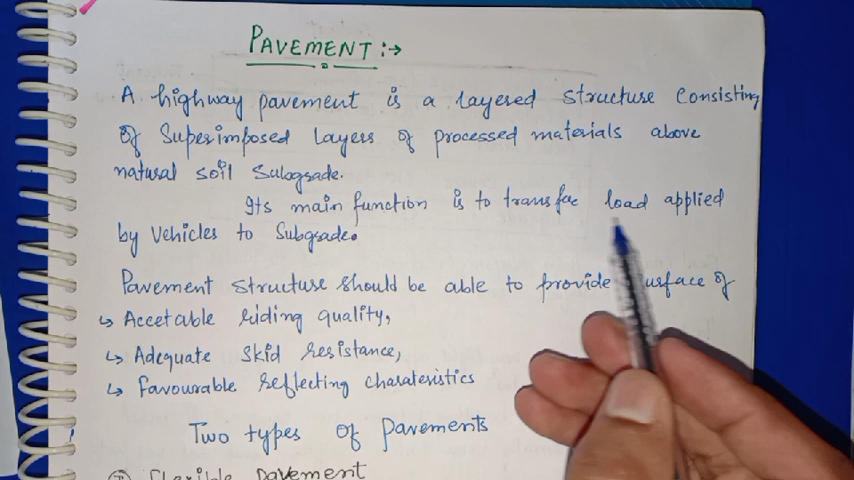 PAVEMENT :→
A highway pavement is a layered structure consisting
of superimposed layers of processed materials above
natural soil subgrade.
Its main function is to transfer load applied
by vehicles to subgrade.
Pavement structure should be able to provide surface of
↳ Accetable riding quality,
↳ Adequate skid resistance,
↳ Favourable reflecting charateristics
Two types of pavements
Flexible pavement